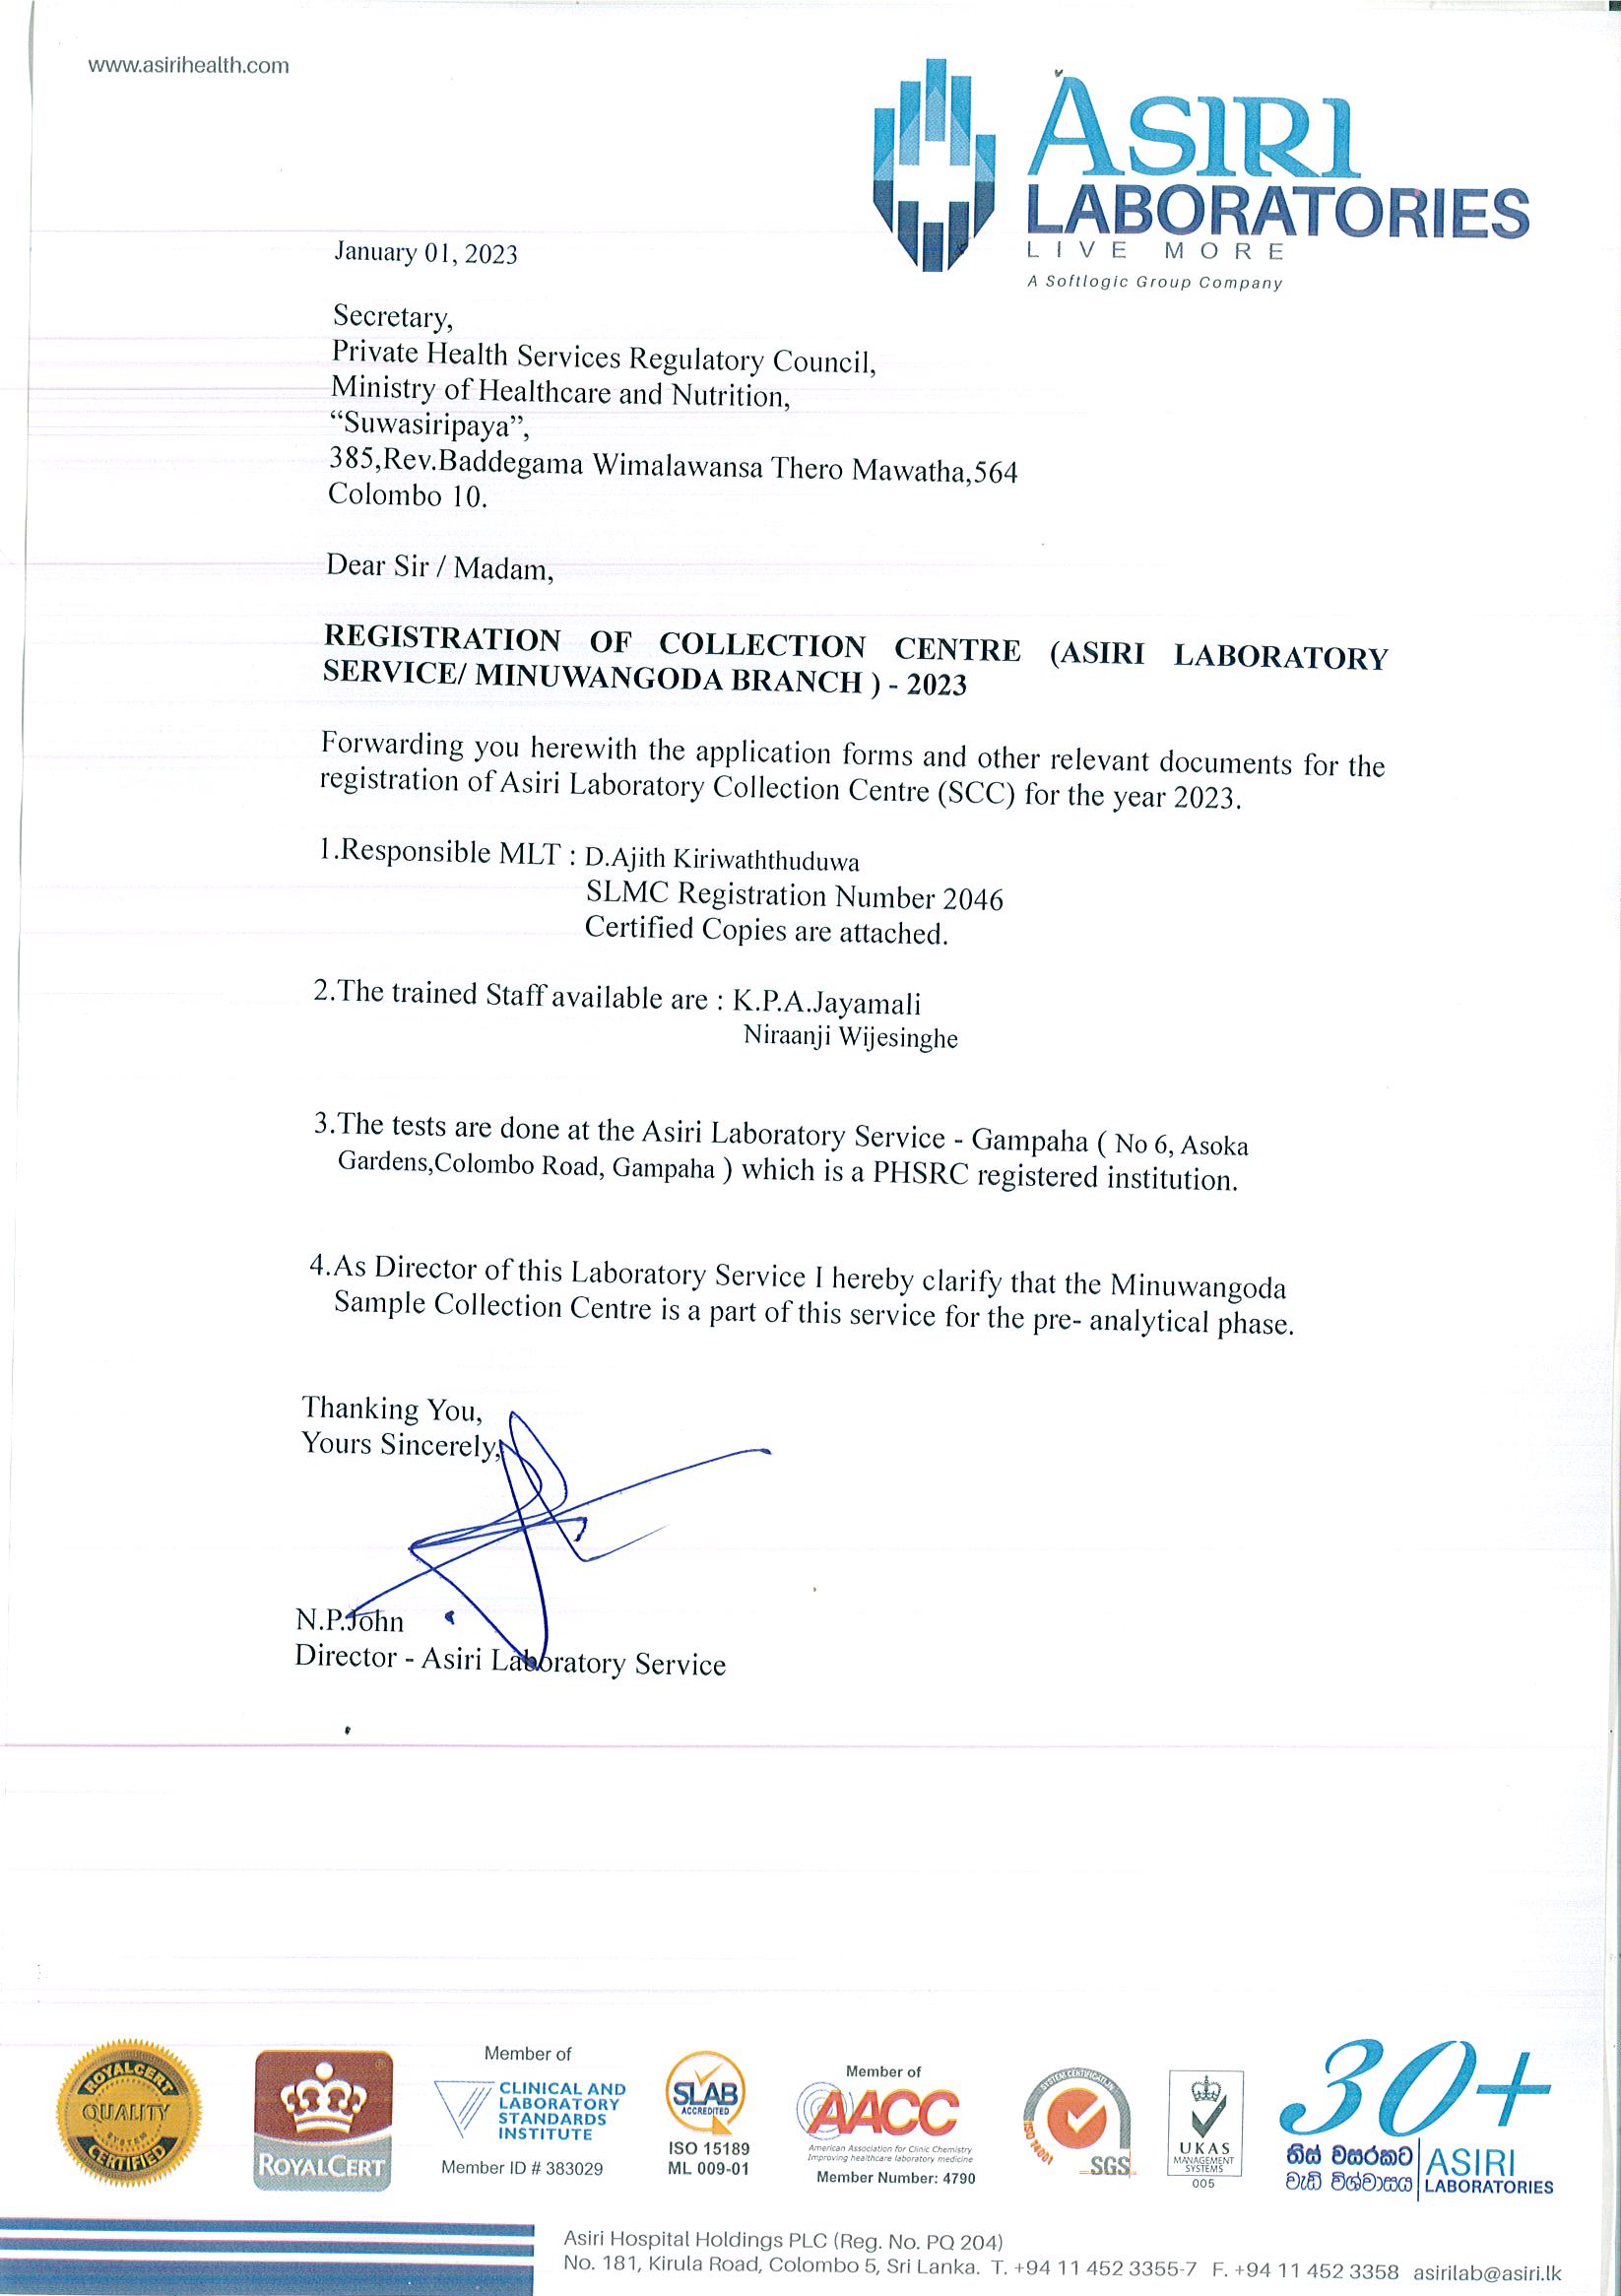 www.asirihealth.com
ASIRI
LABORATORIES
LIVE MORE
A Softlogic Group Company
January 01, 2023
Secretary,
Private Health Services Regulatory Council,
Ministry of Healthcare and Nutrition,
“Suwasiripaya”,
385,Rev.Baddegama Wimalawansa Thero Mawatha,564
Colombo 10.
Dear Sir / Madam,
REGISTRATION OF COLLECTION CENTRE (ASIRI LABORATORY
SERVICE/ MINUWANGODA BRANCH ) - 2023
Forwarding you herewith the application forms and other relevant documents for the
registration of Asiri Laboratory Collection Centre (SCC) for the year 2023.
1.Responsible MLT : D.Ajith Kiriwaththuduwa
SLMC Registration Number 2046
Certified Copies are attached.
2.The trained Staff available are : K.P.A.Jayamali
Niraanji Wijesinghe
3.The tests are done at the Asiri Laboratory Service - Gampaha ( No 6, Asoka
Gardens,Colombo Road, Gampaha ) which is a PHSRC registered institution.
4.As Director of this Laboratory Service I hereby clarify that the Minuwangoda
Sample Collection Centre is a part of this service for the pre- analytical phase.
Thanking You,
Yours Sincerely,
N.P.John
Director - Asiri Laboratory Service
ROYALCERT
QUALITY
SYSTEM
CERTIFIED
ROYALCERT
Member of
CLINICAL AND
LABORATORY
STANDARDS
INSTITUTE
Member ID # 383029
SLAB
ACCREDITED
ISO 15189
ML 009-01
Member of
AACC
American Association for Clinic Chemistry
Improving healthcare laboratory medicine
Member Number: 4790
SYSTEM CERTIFICATION
ISO 14001
SGS
UKAS
MANAGEMENT
SYSTEMS
005
30+
තිස් වසරකට
වැඩි විශ්වාසය
ASIRI
LABORATORIES
Asiri Hospital Holdings PLC (Reg. No. PQ 204)
No. 181, Kirula Road, Colombo 5, Sri Lanka. T. +94 11 452 3355-7 F. +94 11 452 3358 asirilab@asiri.lk